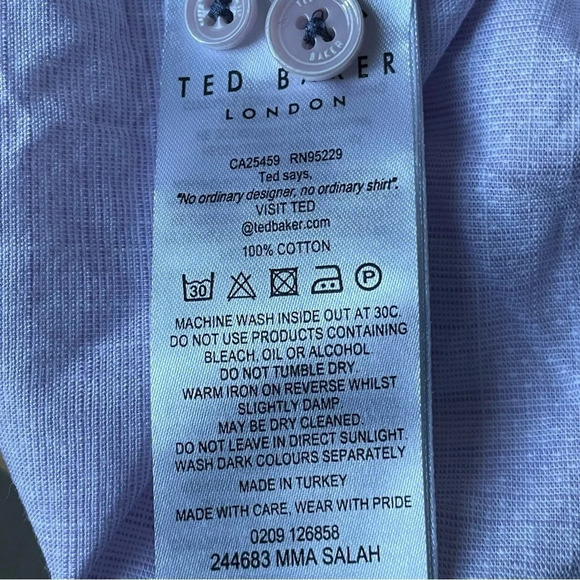 TED BAKER
LONDON
CA25459 RN95229
Ted says,
"No ordinary designer, no ordinary shirt".
VISIT TED
@tedbaker.com
100% COTTON
30
P
MACHINE WASH INSIDE OUT AT 30C.
DO NOT USE PRODUCTS CONTAINING
BLEACH, OIL OR ALCOHOL
DO NOT TUMBLE DRY
WARM IRON ON REVERSE WHILST
SLIGHTLY DAMP
MAY BE DRY CLEANED.
DO NOT LEAVE IN DIRECT SUNLIGHT.
WASH DARK COLOURS SEPARATELY
MADE IN TURKEY
MADE WITH CARE, WEAR WITH PRIDE
0209 126858
244683 MMA SALAH
BAKER